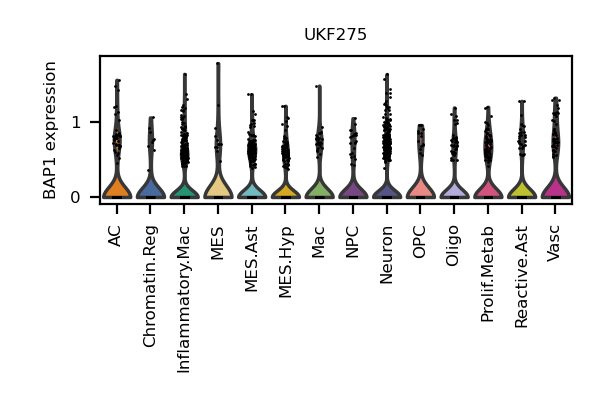 UKF275
BAP1 expression
1
0
AC
Chromatin.Reg
Inflammatory.Mac
MES
MES.Ast
MES.Hyp
Mac
NPC
Neuron
OPC
Oligo
Prolif.Metab
Reactive.Ast
Vasc